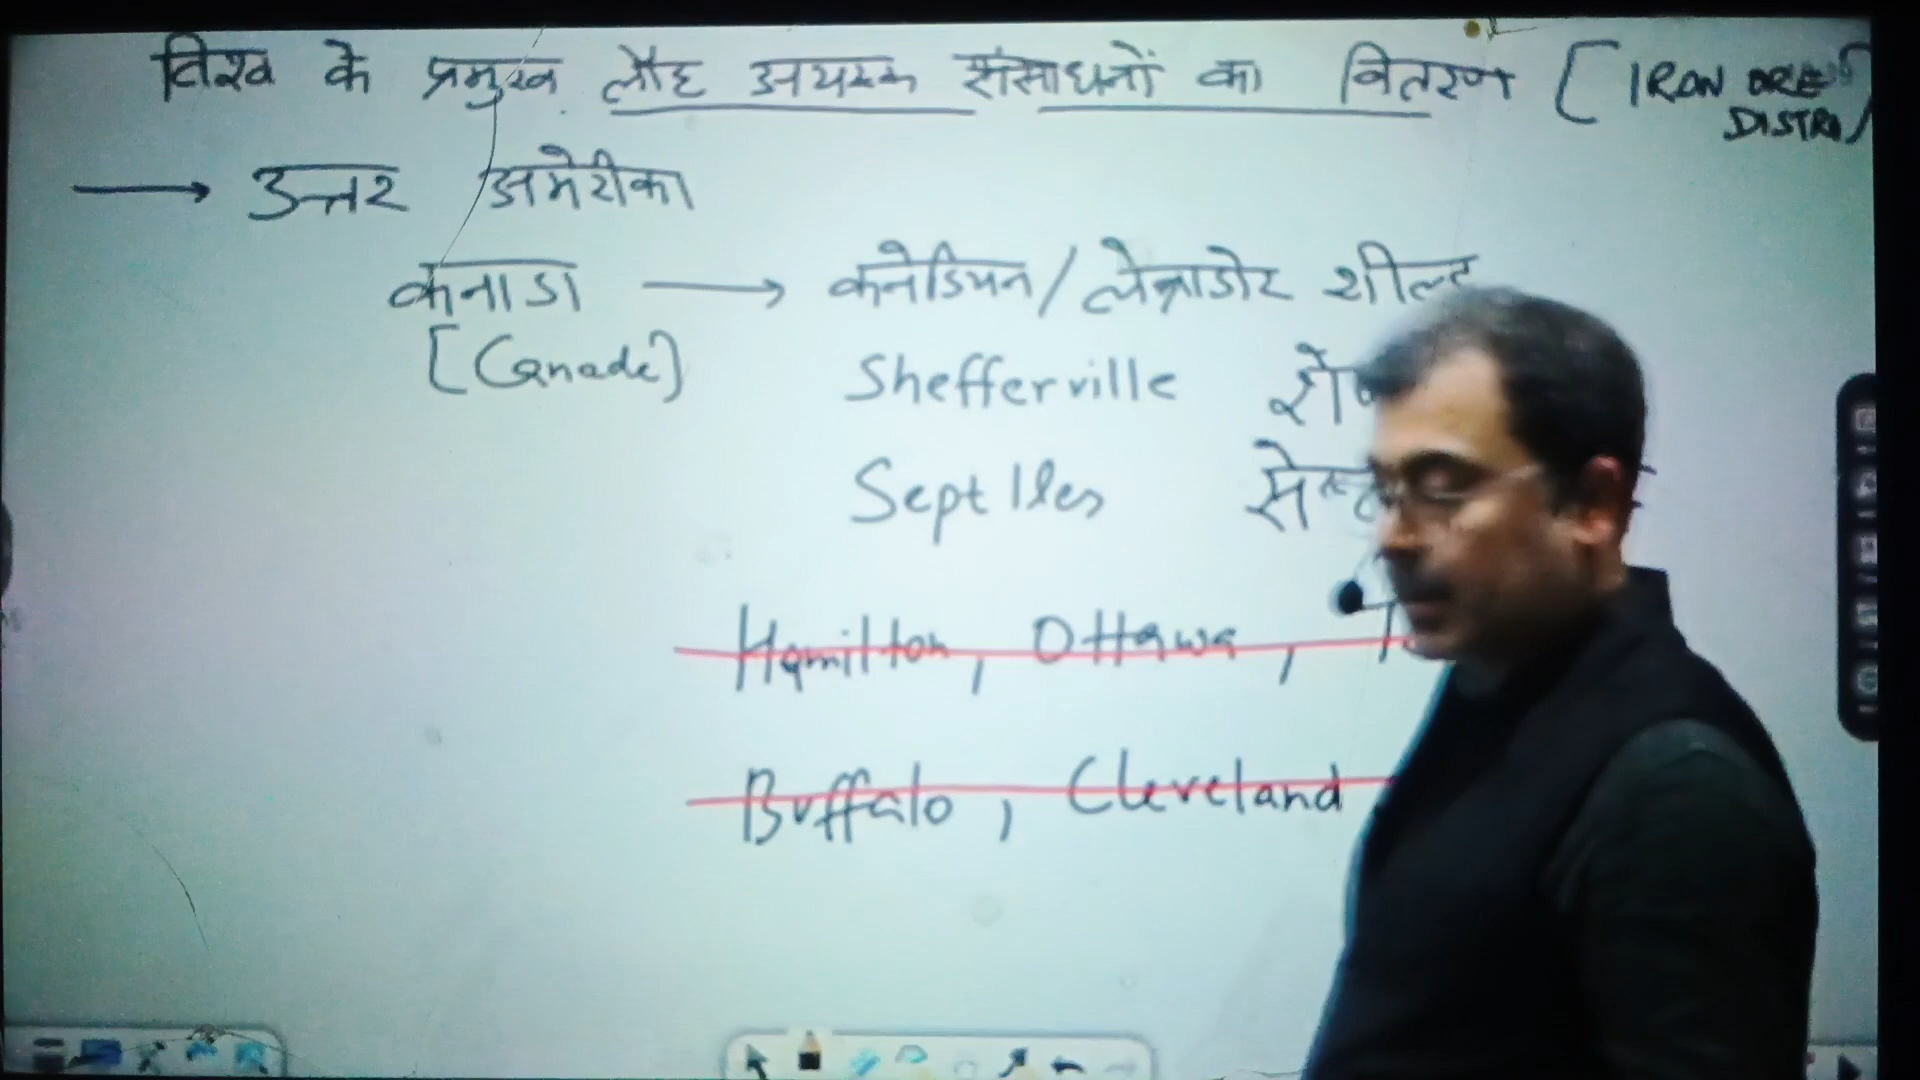 विश्व के प्रमुख लौह अयस्क संसाधनों का वितरण [IRON ORE
DISTRI]
→ उत्तर अमेरीका
कनाडा → कनेडियन/लेब्राडोर शील्ड
[Canada] Shefferville
Sept Iles
Hamilton, Ottawa,
Buffalo, Cleveland